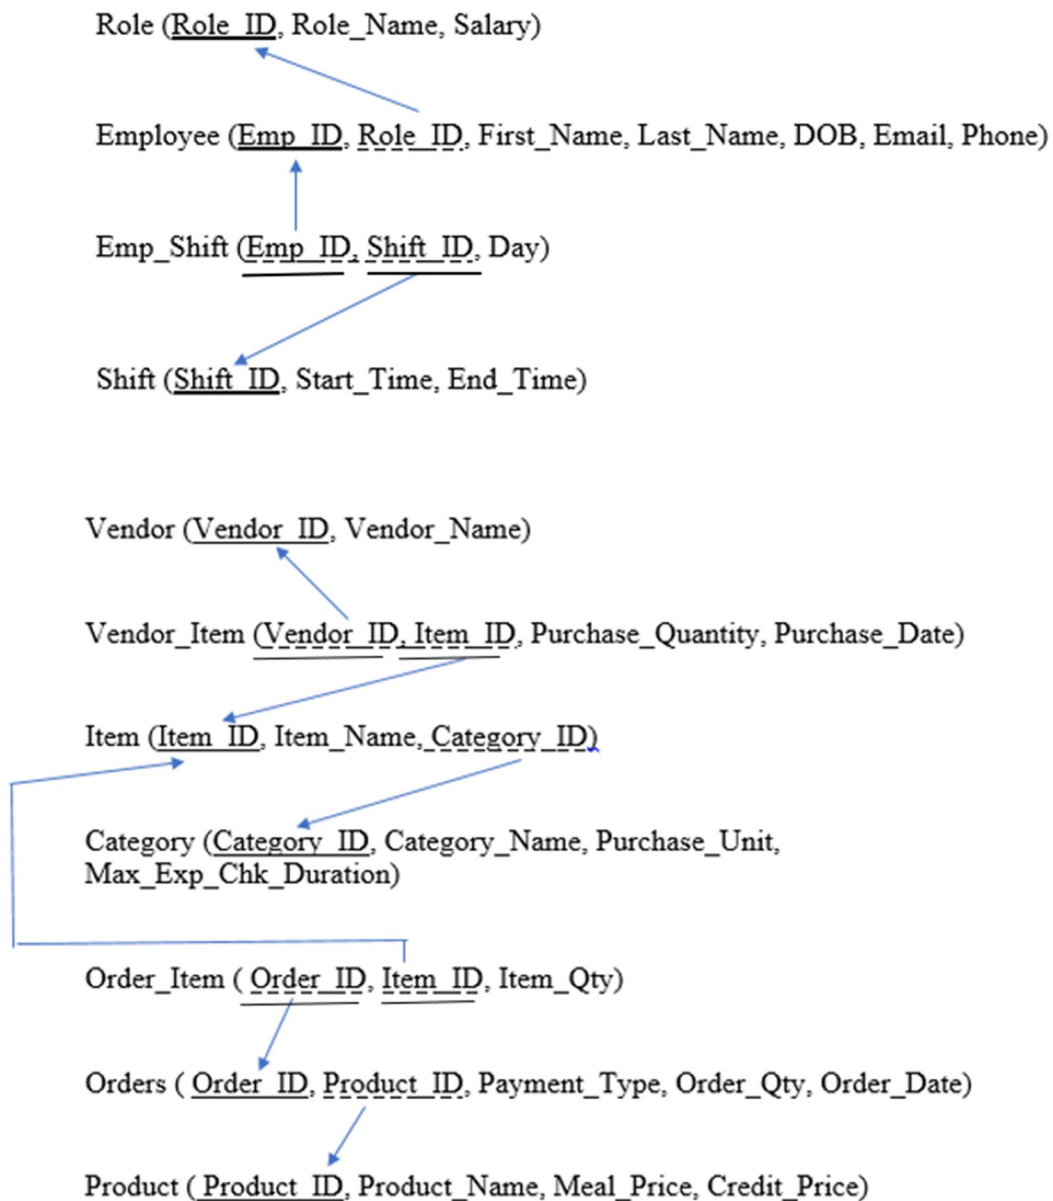 Role (Role_ID, Role_Name, Salary)
Employee (Emp_ID, Role_ID, First_Name, Last_Name, DOB, Email, Phone)
Emp_Shift (Emp_ID, Shift_ID, Day)
Shift (Shift_ID, Start_Time, End_Time)
Vendor (Vendor_ID, Vendor_Name)
Vendor_Item (Vendor_ID, Item_ID, Purchase_Quantity, Purchase_Date)
Item (Item_ID, Item_Name, Category_ID)
Category (Category_ID, Category_Name, Purchase_Unit,
Max_Exp_Chk_Duration)
Order_Item ( Order_ID, Item_ID, Item_Qty)
Orders ( Order_ID, Product_ID, Payment_Type, Order_Qty, Order_Date)
Product ( Product_ID, Product_Name, Meal_Price, Credit_Price)